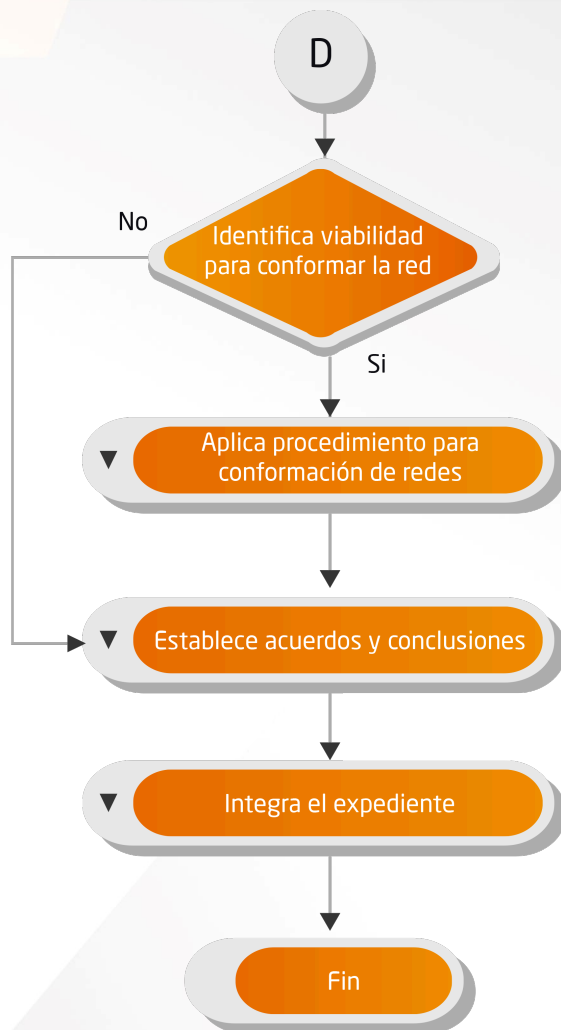 D
No
Identifica viabilidad
para conformar la red
Si
Aplica procedimiento para
conformación de redes
Establece acuerdos y conclusiones
Integra el expediente
Fin